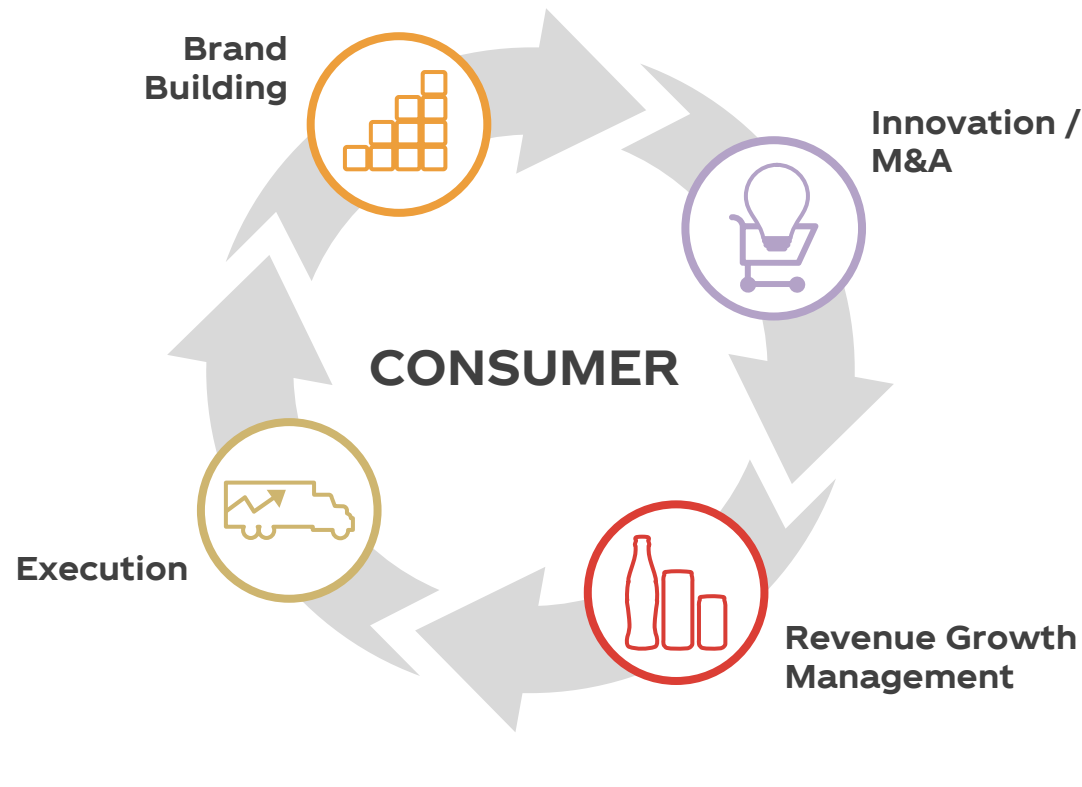 Brand
Building
Innovation /
M&A
CONSUMER
Execution
Revenue Growth
Management